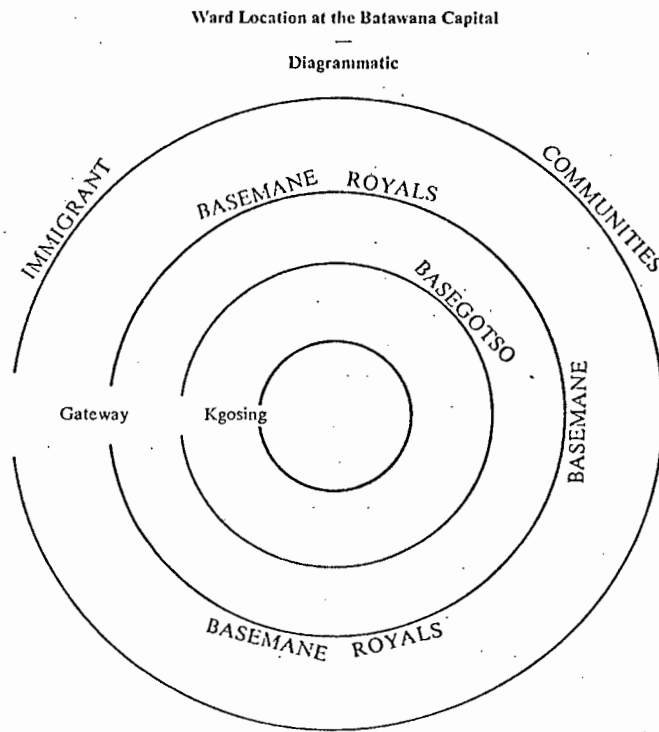 Ward Location at the Batawana Capital
—
Diagrammatic
IMMIGRANT
COMMUNITIES
BASEMANE ROYALS
BASEGOTSO
BASEMANE
Gateway
Kgosing
BASEMANE ROYALS